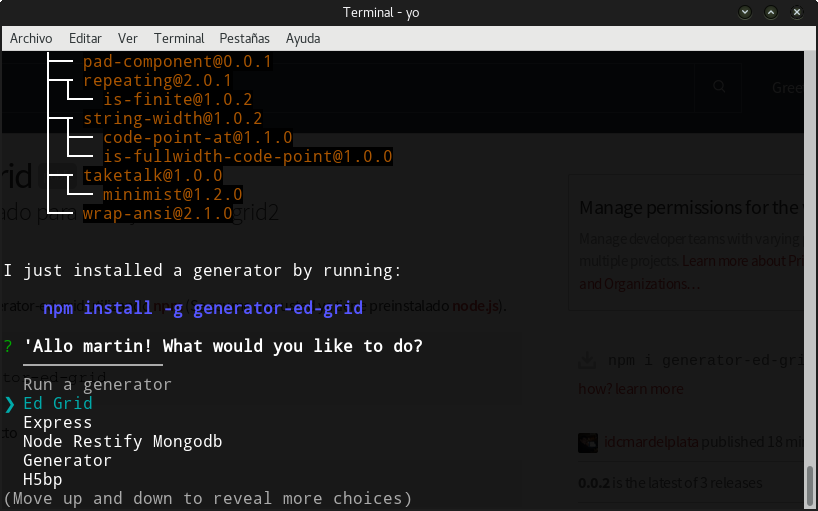 Terminal - yo
Archivo Editar Ver Terminal Pestañas Ayuda
pad-component@0.0.1
repeating@2.0.1
is-finite@1.0.2
string-width@1.0.2
code-point-at@1.1.0
is-fullwidth-code-point@1.0.0
taketalk@1.0.0
minimist@1.2.0
wrap-ansi@2.1.0
grid2
Manage permissions for the
Manage developer teams with varying
multiple projects. Learn more about
and Organizations…
I just installed a generator by running:
preinstalado node.js).
npm install -g generator-ed-grid
? 'Allo martin! What would you like to do?
Run a generator
❯ Ed Grid
Express
Node Restify Mongodb
Generator
H5bp
(Move up and down to reveal more choices)
npm i generator-ed-gri
how? learn more
idcmardelplata published 18
0.0.2 is the latest of 3 releases